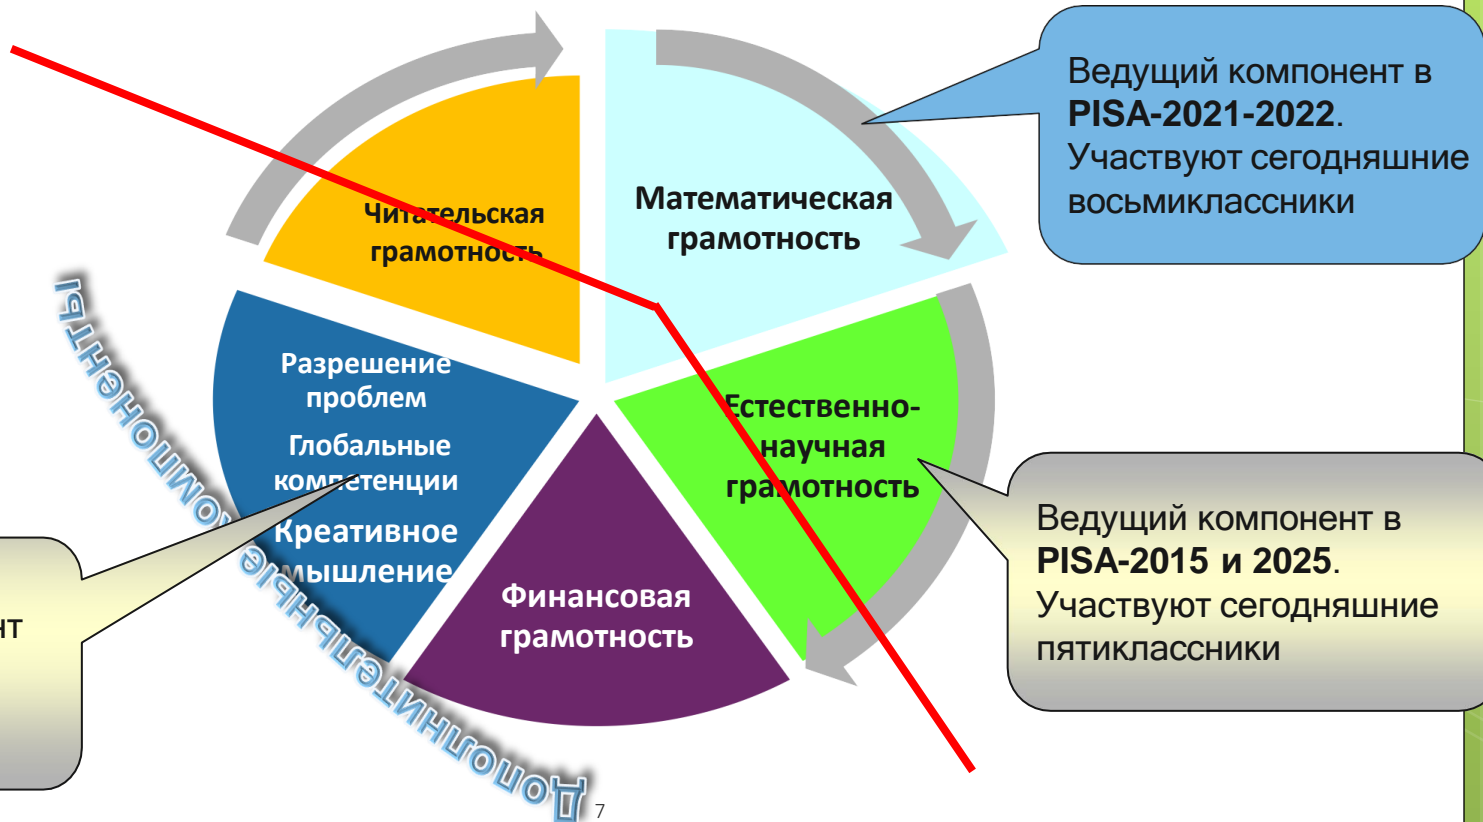 Ведущий компонент в
PISA-2021-2022.
Участвуют сегодняшние
восьмиклассники
Математическая
грамотность
Читательская
грамотность
Разрешение
проблем
Глобальные
компетенции
Креативное
мышление
Естественно-
научная
грамотность
Ведущий компонент в
PISA-2015 и 2025.
Участвуют сегодняшние
пятиклассники
Финансовая
грамотность
Дополнительные компоненты
7